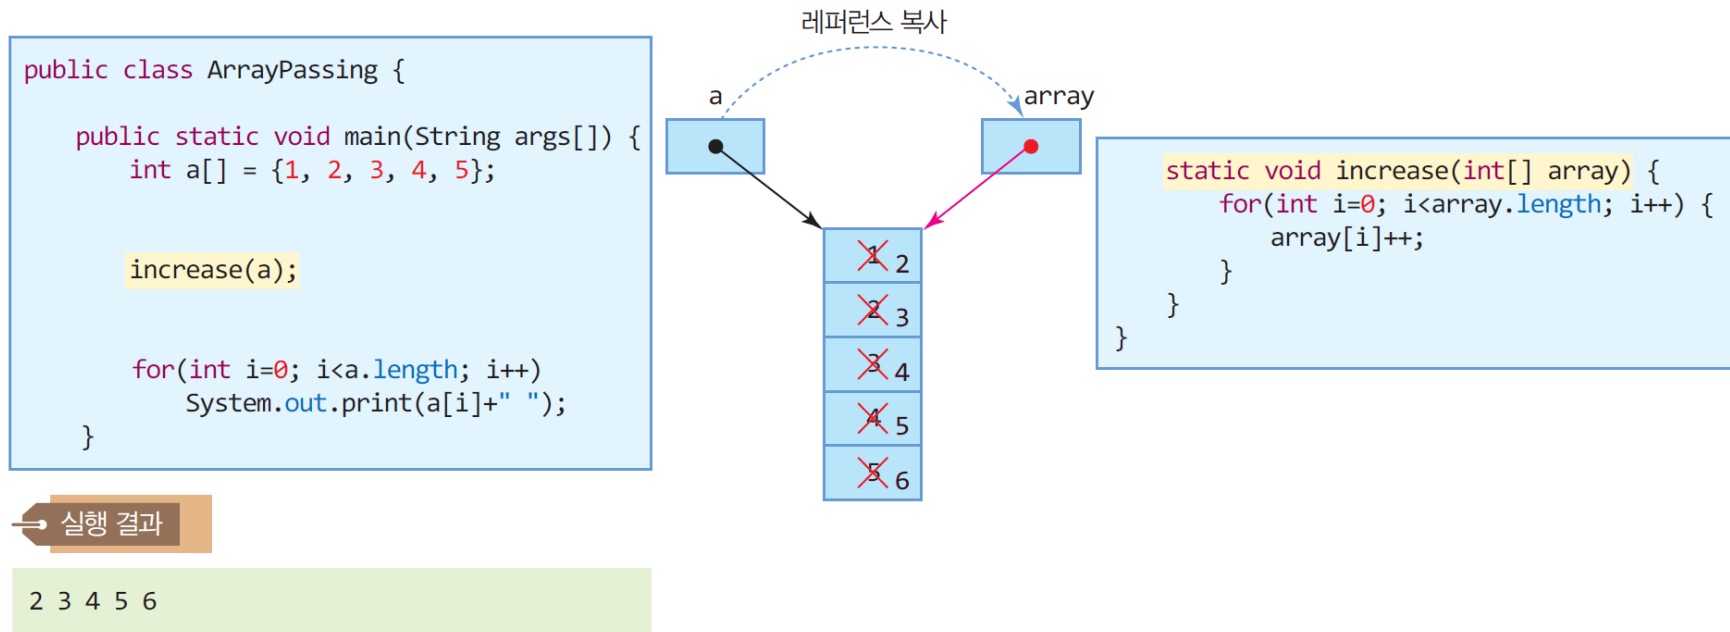 public class ArrayPassing {
public static void main(String args[]) {
int a[] = {1, 2, 3, 4, 5};
increase(a);
for(int i=0; i<a.length; i++)
System.out.print(a[i]+" ");
}
실행 결과
2 3 4 5 6
레퍼런스 복사
a
array
1 2
2 3
3 4
4 5
5 6
static void increase(int[] array) {
for(int i=0; i<array.length; i++) {
array[i]++;
}
}
}